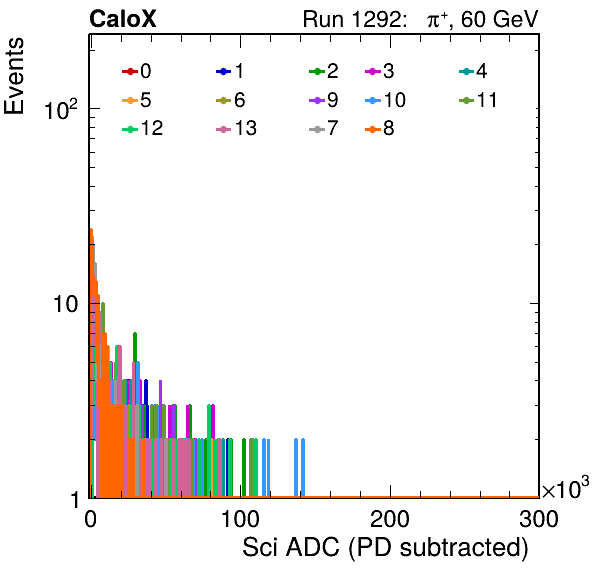 CaloX Run 1292: π⁺, 60 GeV
Events
0 1 2 3 4
5 6 9 10 11
12 13 7 8
10²
10
1
0 100 200 300
×10³
Sci ADC (PD subtracted)